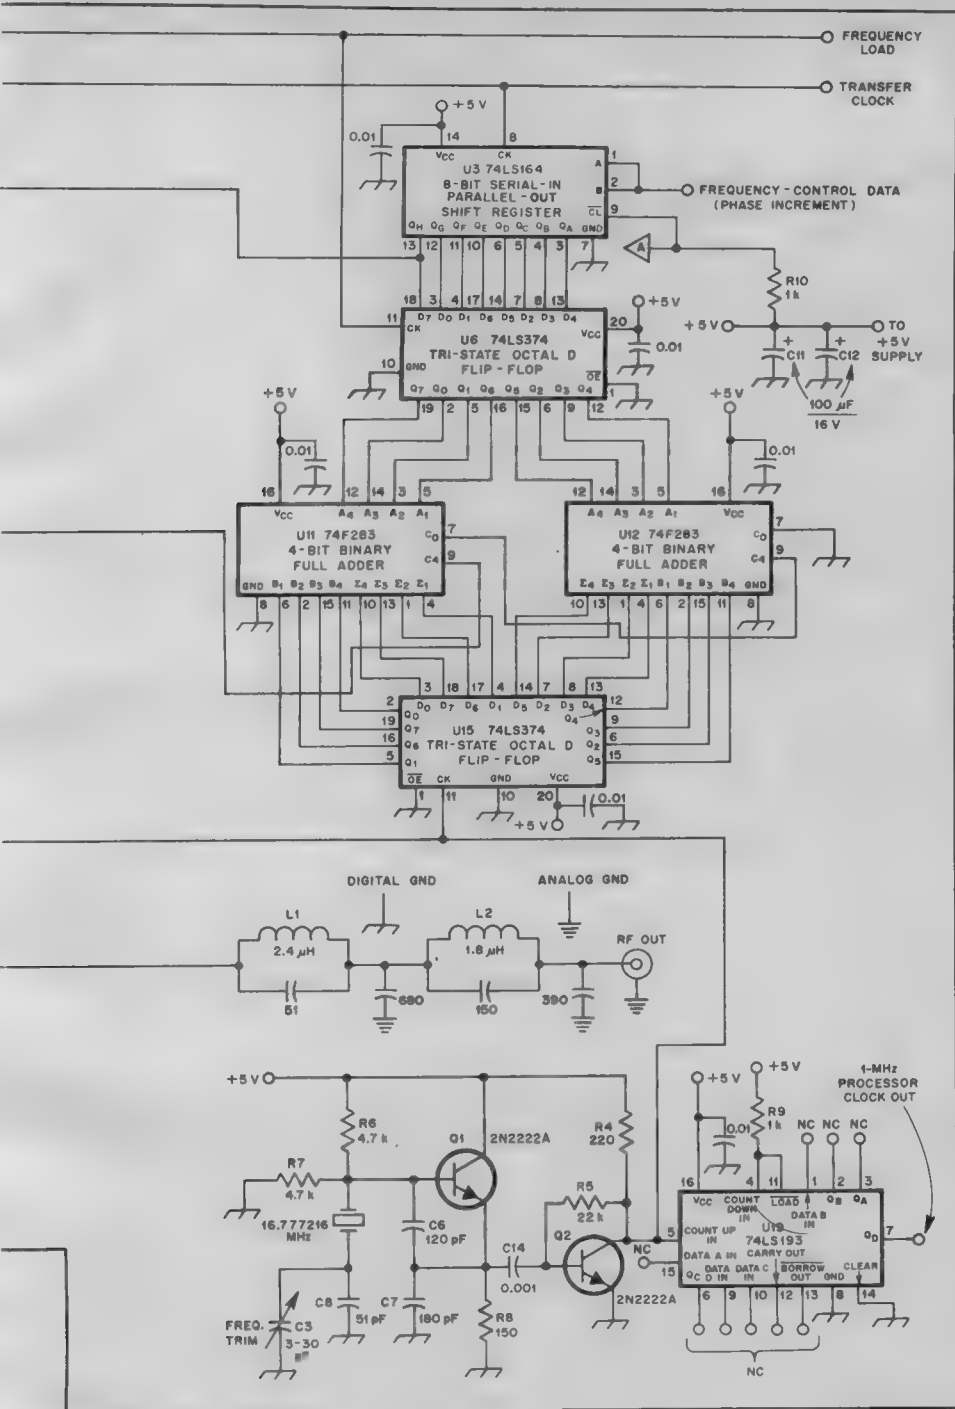 FREQUENCY
LOAD
TRANSFER
CLOCK
+5 V
0.01
14
8
VCC
CK
U3 74LS164
8-BIT SERIAL-IN
PARALLEL-OUT
SHIFT REGISTER
A
B
CL
1
2
9
FREQUENCY-CONTROL DATA
(PHASE INCREMENT)
QH QG QF QE QD QC QB QA GND
13 12 11 10 6 5 4 3 7
A
R10
1k
18 3 4 17 14 7 8 13
+5V
11
CK
D7 D0 D1 D6 D5 D2 D3 D4
VCC
20
0.01
U6 74LS374
TRI-STATE OCTAL D
FLIP-FLOP
10
GND
OE
1
Q7 Q0 Q1 Q6 Q5 Q2 Q3 Q4
19 2 5 16 15 6 9 12
+5 V
TO
+5 V
SUPPLY
+
C11
+
C12
100 µF
16 V
+5 V
0.01
+5 V
0.01
16 12 14 3 5
VCC A4 A3 A2 A1
U11 74F283
4-BIT BINARY
FULL ADDER
C0
7
C4
9
GND B1 B2 B3 B4 Σ4 Σ3 Σ2 Σ1
8 6 2 15 11 10 13 1 4
12 14 3 5 16
A4 A3 A2 A1 VCC
U12 74F283
4-BIT BINARY
FULL ADDER
C0
7
C4
9
Σ4 Σ3 Σ2 Σ1 B1 B2 B3 B4 GND
10 13 1 4 6 2 15 11 8
3 18 17 4 14 7 8 13
D0 D7 D6 D1 D5 D2 D3 D4
2
Q0
19
Q7
16
Q6
5
Q1
U15 74LS374
TRI-STATE OCTAL D
FLIP-FLOP
Q4
12
Q3
9
Q2
6
Q5
15
OE CK GND VCC
1 11 10 20
0.01
+5 V
DIGITAL GND
ANALOG GND
L1
2.4 µH
51
680
L2
1.8 µH
150
390
RF OUT
+5V
R6
4.7 k
R7
4.7 k
Q1
2N2222A
R4
220
R5
22 k
16.777216
MHz
C6
120 pF
C14
0.001
Q2
2N2222A
FREQ.
TRIM
C3
3-30
C8
51 pF
C7
180 pF
R8
150
+5 V
0.01
+5 V
R9
1k
NC NC NC
1-MHz
PROCESSOR
CLOCK OUT
16 4 11 1 2 3
VCC
COUNT
DOWN
IN
LOAD
DATA B
IN
QB QA
5
COUNT UP
IN
74LS193
QD
7
NC
15
DATA A IN
CARRY OUT
QC
DATA
D IN
DATA C
IN
BORROW
OUT
GND
CLEAR
6 9 10 12 13 8 14
NC